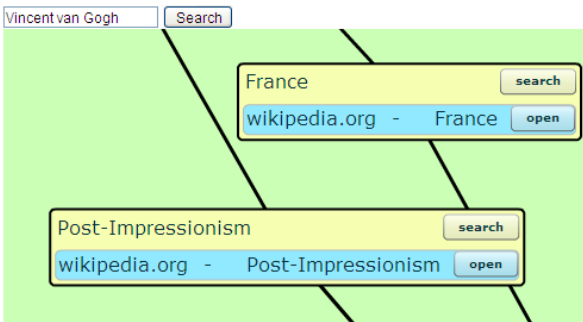 Vincent van Gogh Search
France search
wikipedia.org - France open
Post-Impressionism search
wikipedia.org - Post-Impressionism open